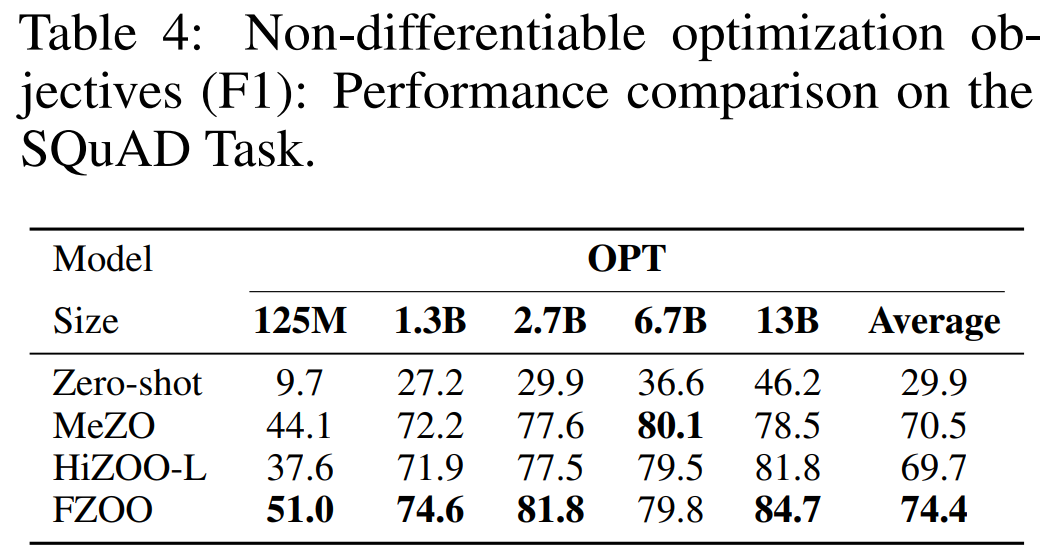 Table 4: Non-differentiable optimization ob-
jectives (F1): Performance comparison on the
SQuAD Task.
Model OPT
Size 125M 1.3B 2.7B 6.7B 13B Average
Zero-shot 9.7 27.2 29.9 36.6 46.2 29.9
MeZO 44.1 72.2 77.6 80.1 78.5 70.5
HiZOO-L 37.6 71.9 77.5 79.5 81.8 69.7
FZOO 51.0 74.6 81.8 79.8 84.7 74.4